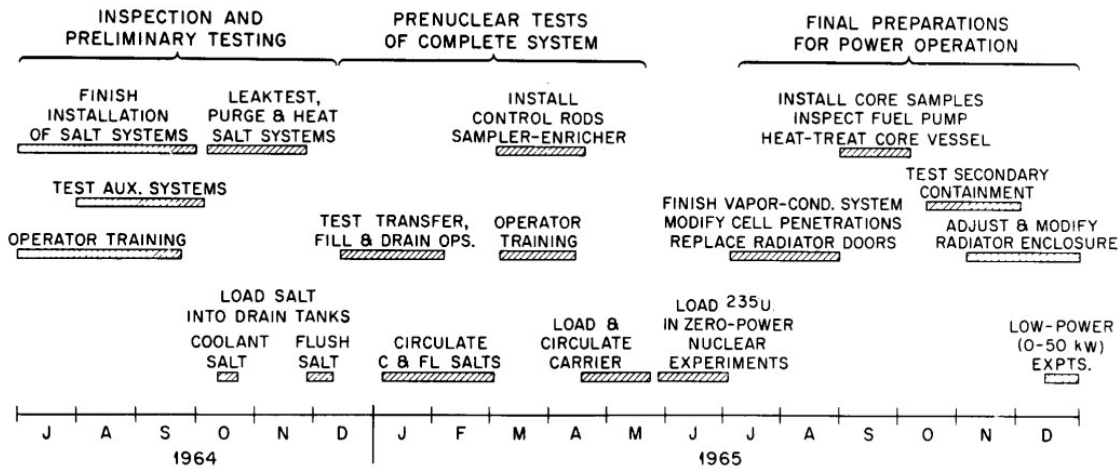 INSPECTION AND
PRELIMINARY TESTING
PRENUCLEAR TESTS
OF COMPLETE SYSTEM
FINAL PREPARATIONS
FOR POWER OPERATION
FINISH
INSTALLATION
OF SALT SYSTEMS
LEAKTEST,
PURGE & HEAT
SALT SYSTEMS
INSTALL
CONTROL RODS
SAMPLER-ENRICHER
INSTALL CORE SAMPLES
INSPECT FUEL PUMP
HEAT-TREAT CORE VESSEL
TEST AUX. SYSTEMS
TEST SECONDARY
CONTAINMENT
OPERATOR TRAINING
TEST TRANSFER,
FILL & DRAIN OPS.
OPERATOR
TRAINING
FINISH VAPOR-COND. SYSTEM
MODIFY CELL PENETRATIONS
REPLACE RADIATOR DOORS
ADJUST & MODIFY
RADIATOR ENCLOSURE
LOAD SALT
INTO DRAIN TANKS
COOLANT
SALT
FLUSH
SALT
CIRCULATE
C & FL SALTS
LOAD &
CIRCULATE
CARRIER
LOAD ²³⁵U.
IN ZERO-POWER
NUCLEAR
EXPERIMENTS
LOW-POWER
(0-50 kW)
EXPTS.
J A S O N D J F M A M J J A S O N D
1964 1965